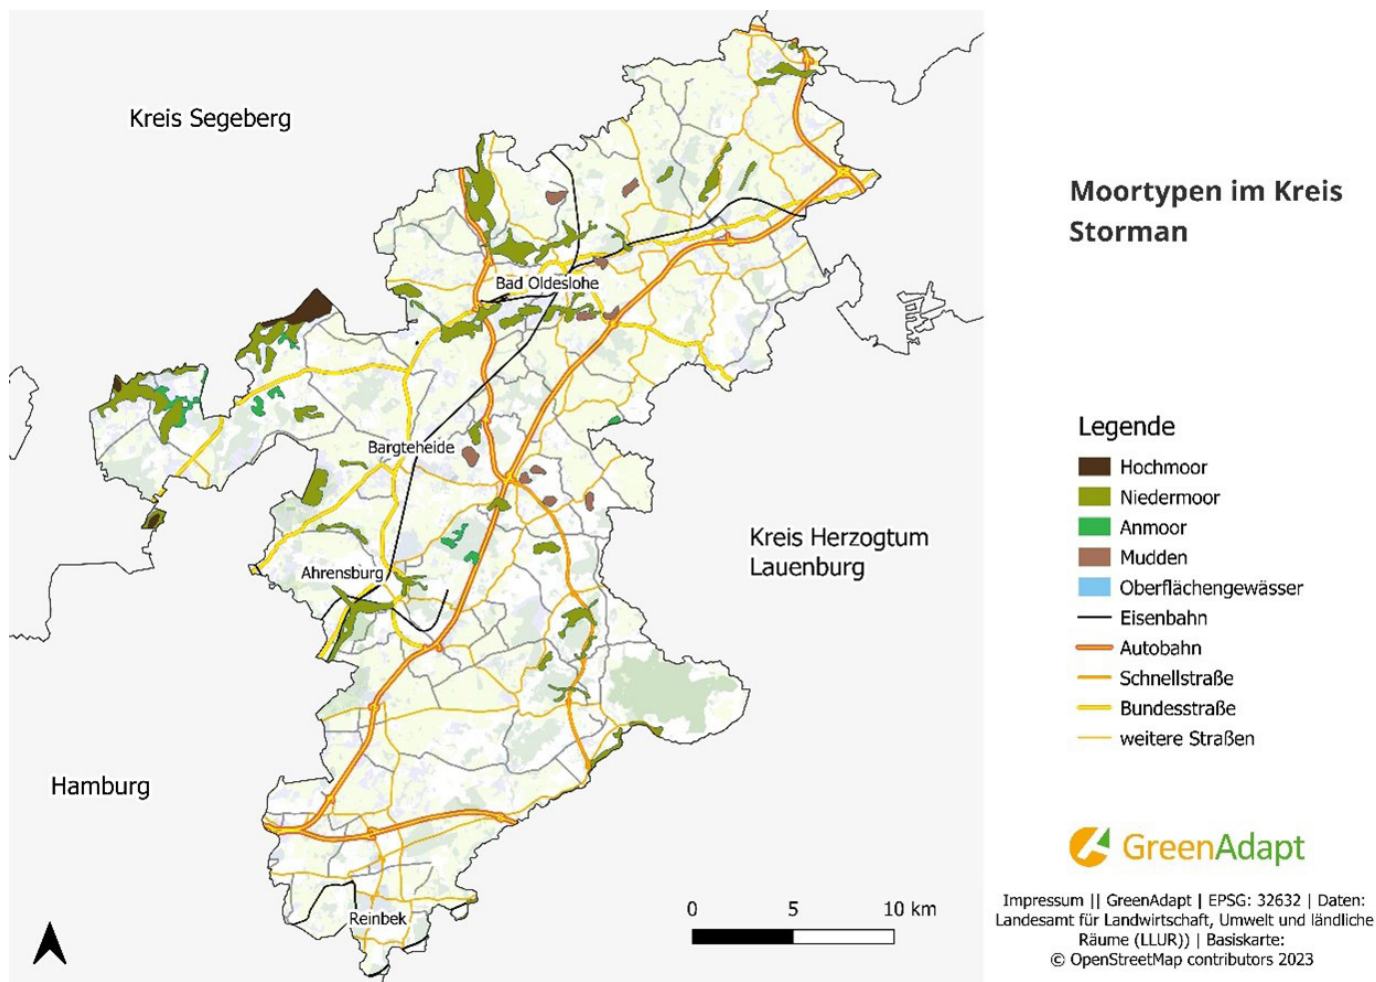 Kreis Segeberg
Moortypen im Kreis
Storman
Bad Oldeslohe
Bargteheide
Kreis Herzogtum
Lauenburg
Ahrensburg
Hamburg
Reinbek
0 5 10 km
Legende
Hochmoor
Niedermoor
Anmoor
Mudden
Oberflächengewässer
Eisenbahn
Autobahn
Schnellstraße
Bundesstraße
weitere Straßen
GreenAdapt
Impressum || GreenAdapt | EPSG: 32632 | Daten:
Landesamt für Landwirtschaft, Umwelt und ländliche
Räume (LLUR)) | Basiskarte:
© OpenStreetMap contributors 2023